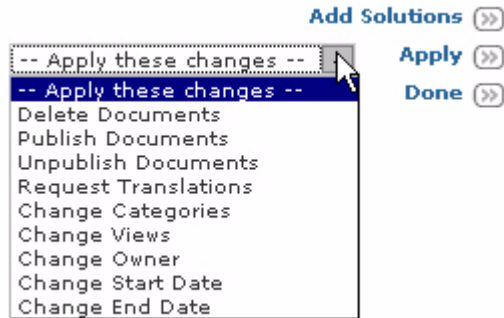 Add Solutions
-- Apply these changes --
Apply
-- Apply these changes --
Done
Delete Documents
Publish Documents
Unpublish Documents
Request Translations
Change Categories
Change Views
Change Owner
Change Start Date
Change End Date